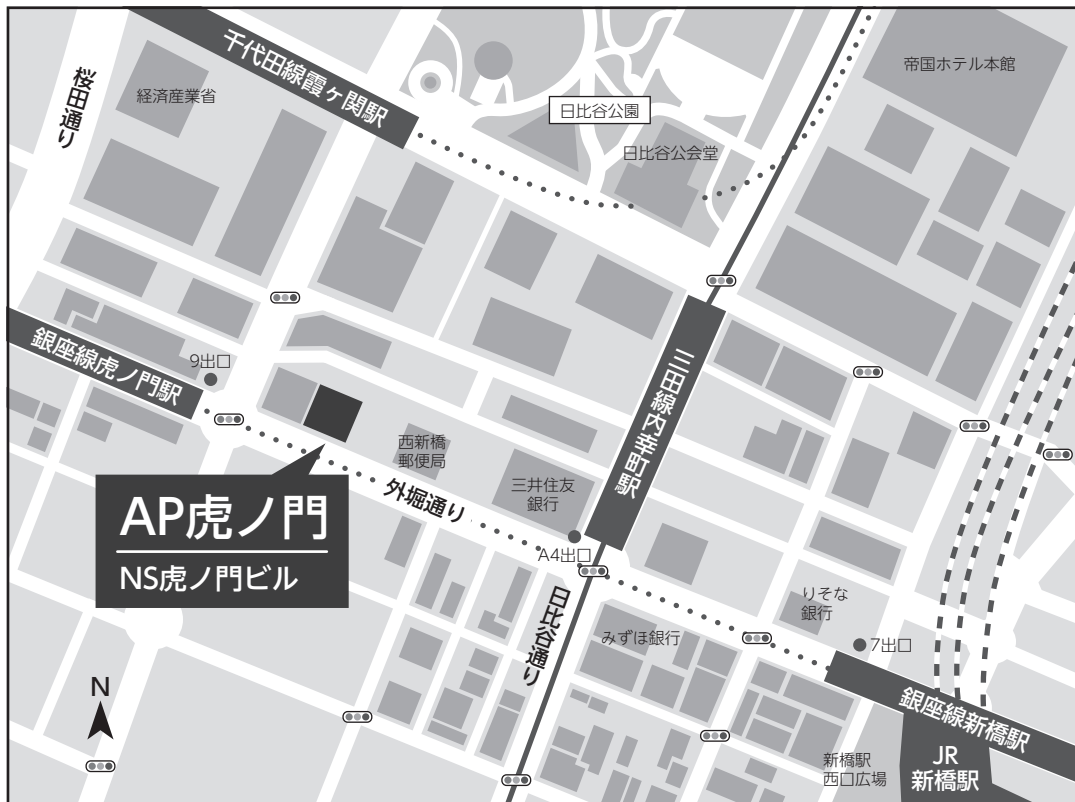 千代田線霞ヶ関駅
帝国ホテル本館
桜田通り
経済産業省
日比谷公園
日比谷公会堂
銀座線虎ノ門駅
9出口
三田線内幸町駅
西新橋
郵便局
三井住友
銀行
外堀通り
AP虎ノ門
NS虎ノ門ビル
A4出口
日比谷通り
りそな
銀行
みずほ銀行
7出口
銀座線新橋駅
N
新橋駅
西口広場
JR
新橋駅